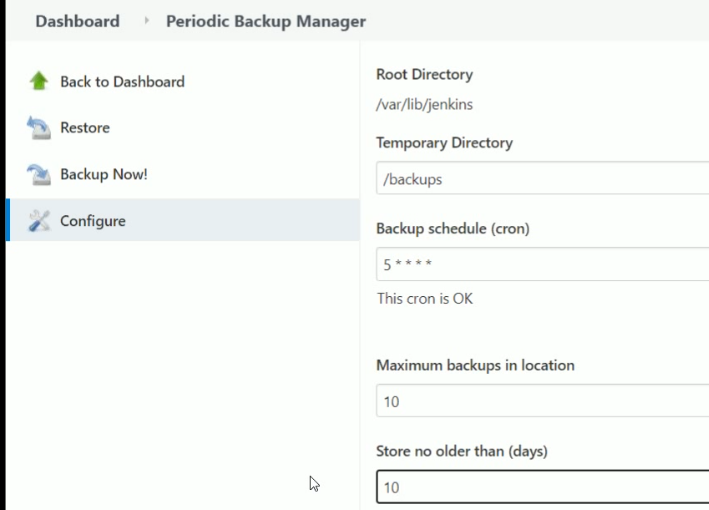 Dashboard
Periodic Backup Manager
Back to Dashboard
Restore
Backup Now!
Configure
Root Directory
/var/lib/jenkins
Temporary Directory
/backups
Backup schedule (cron)
5 * * * *
This cron is OK
Maximum backups in location
10
Store no older than (days)
10